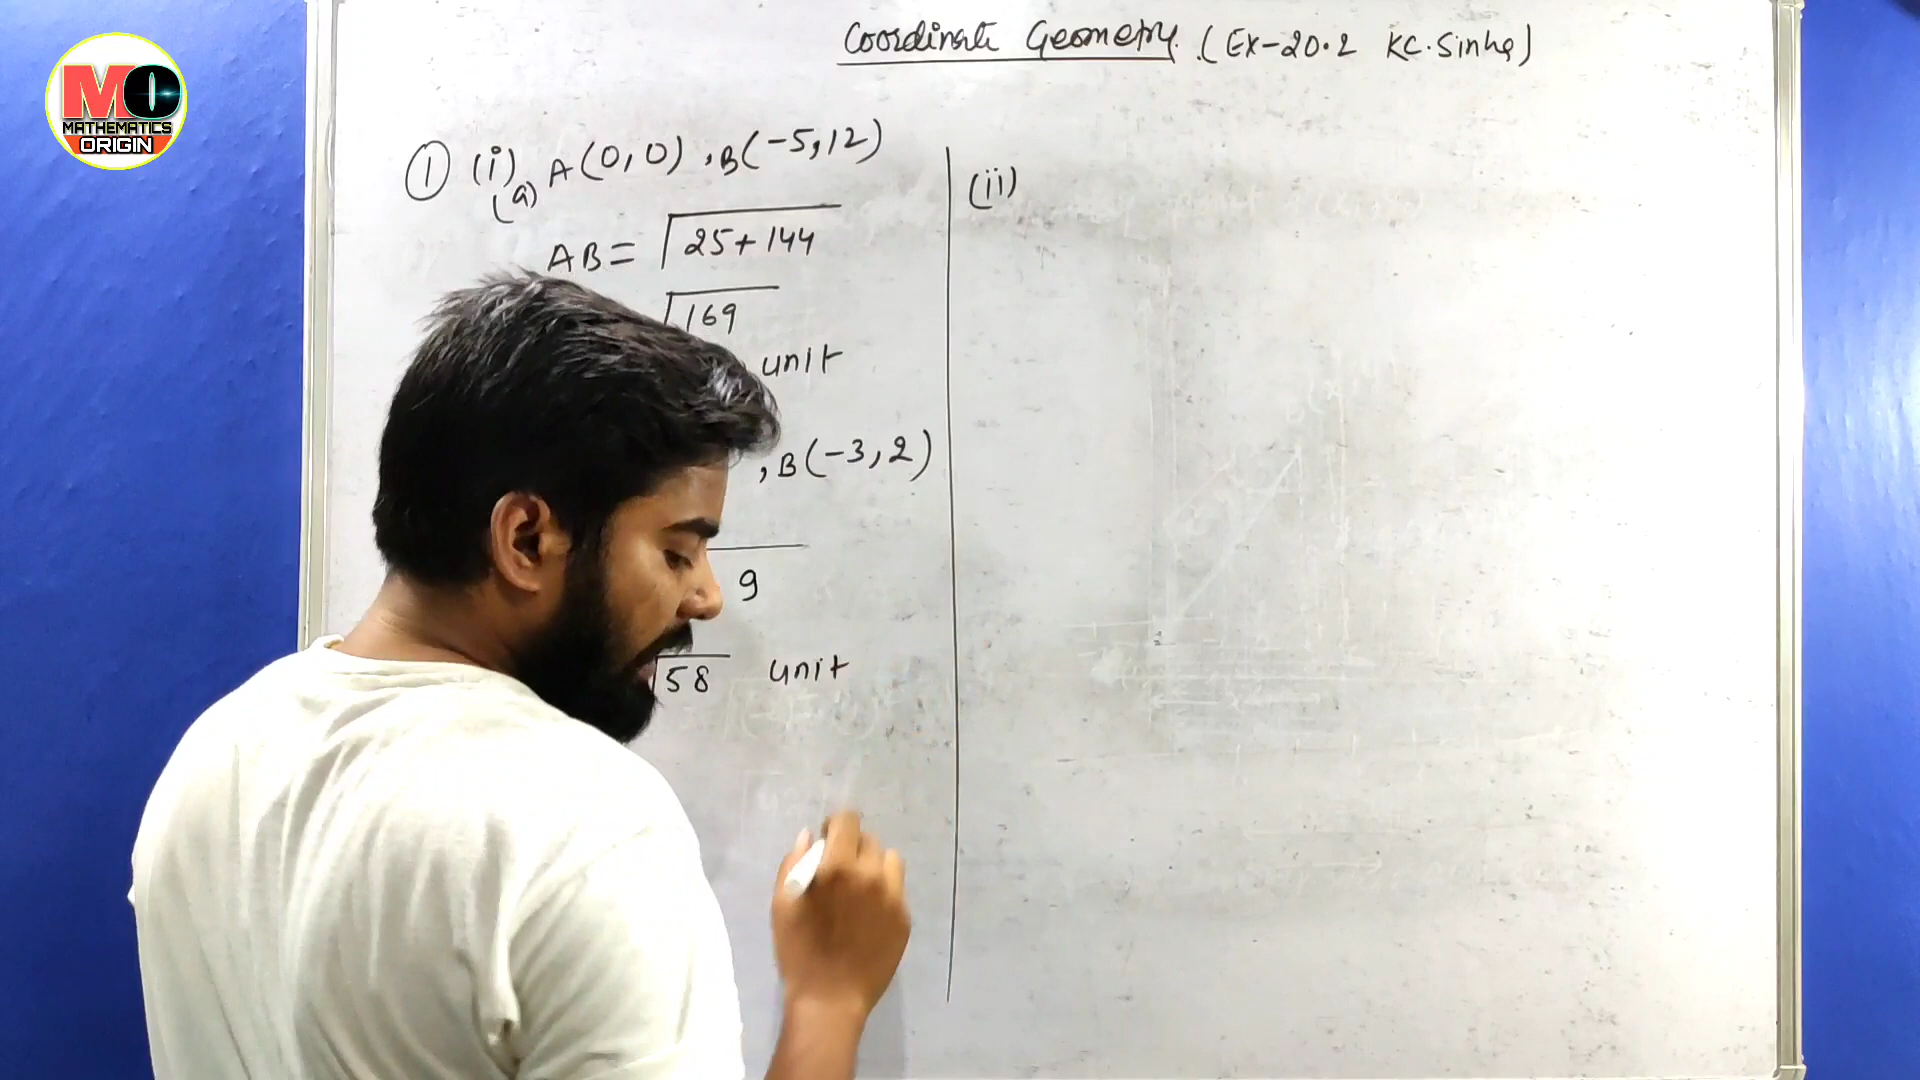 MO
MATHEMATICS
ORIGIN
Coordinate Geometry. (Ex-20.2 KC.Sinha)
① (i) A(0,0), B(-5,12)
(a)
AB = √25+144
√169
unit
, B(-3,2)
9
√58 unit
(ii)